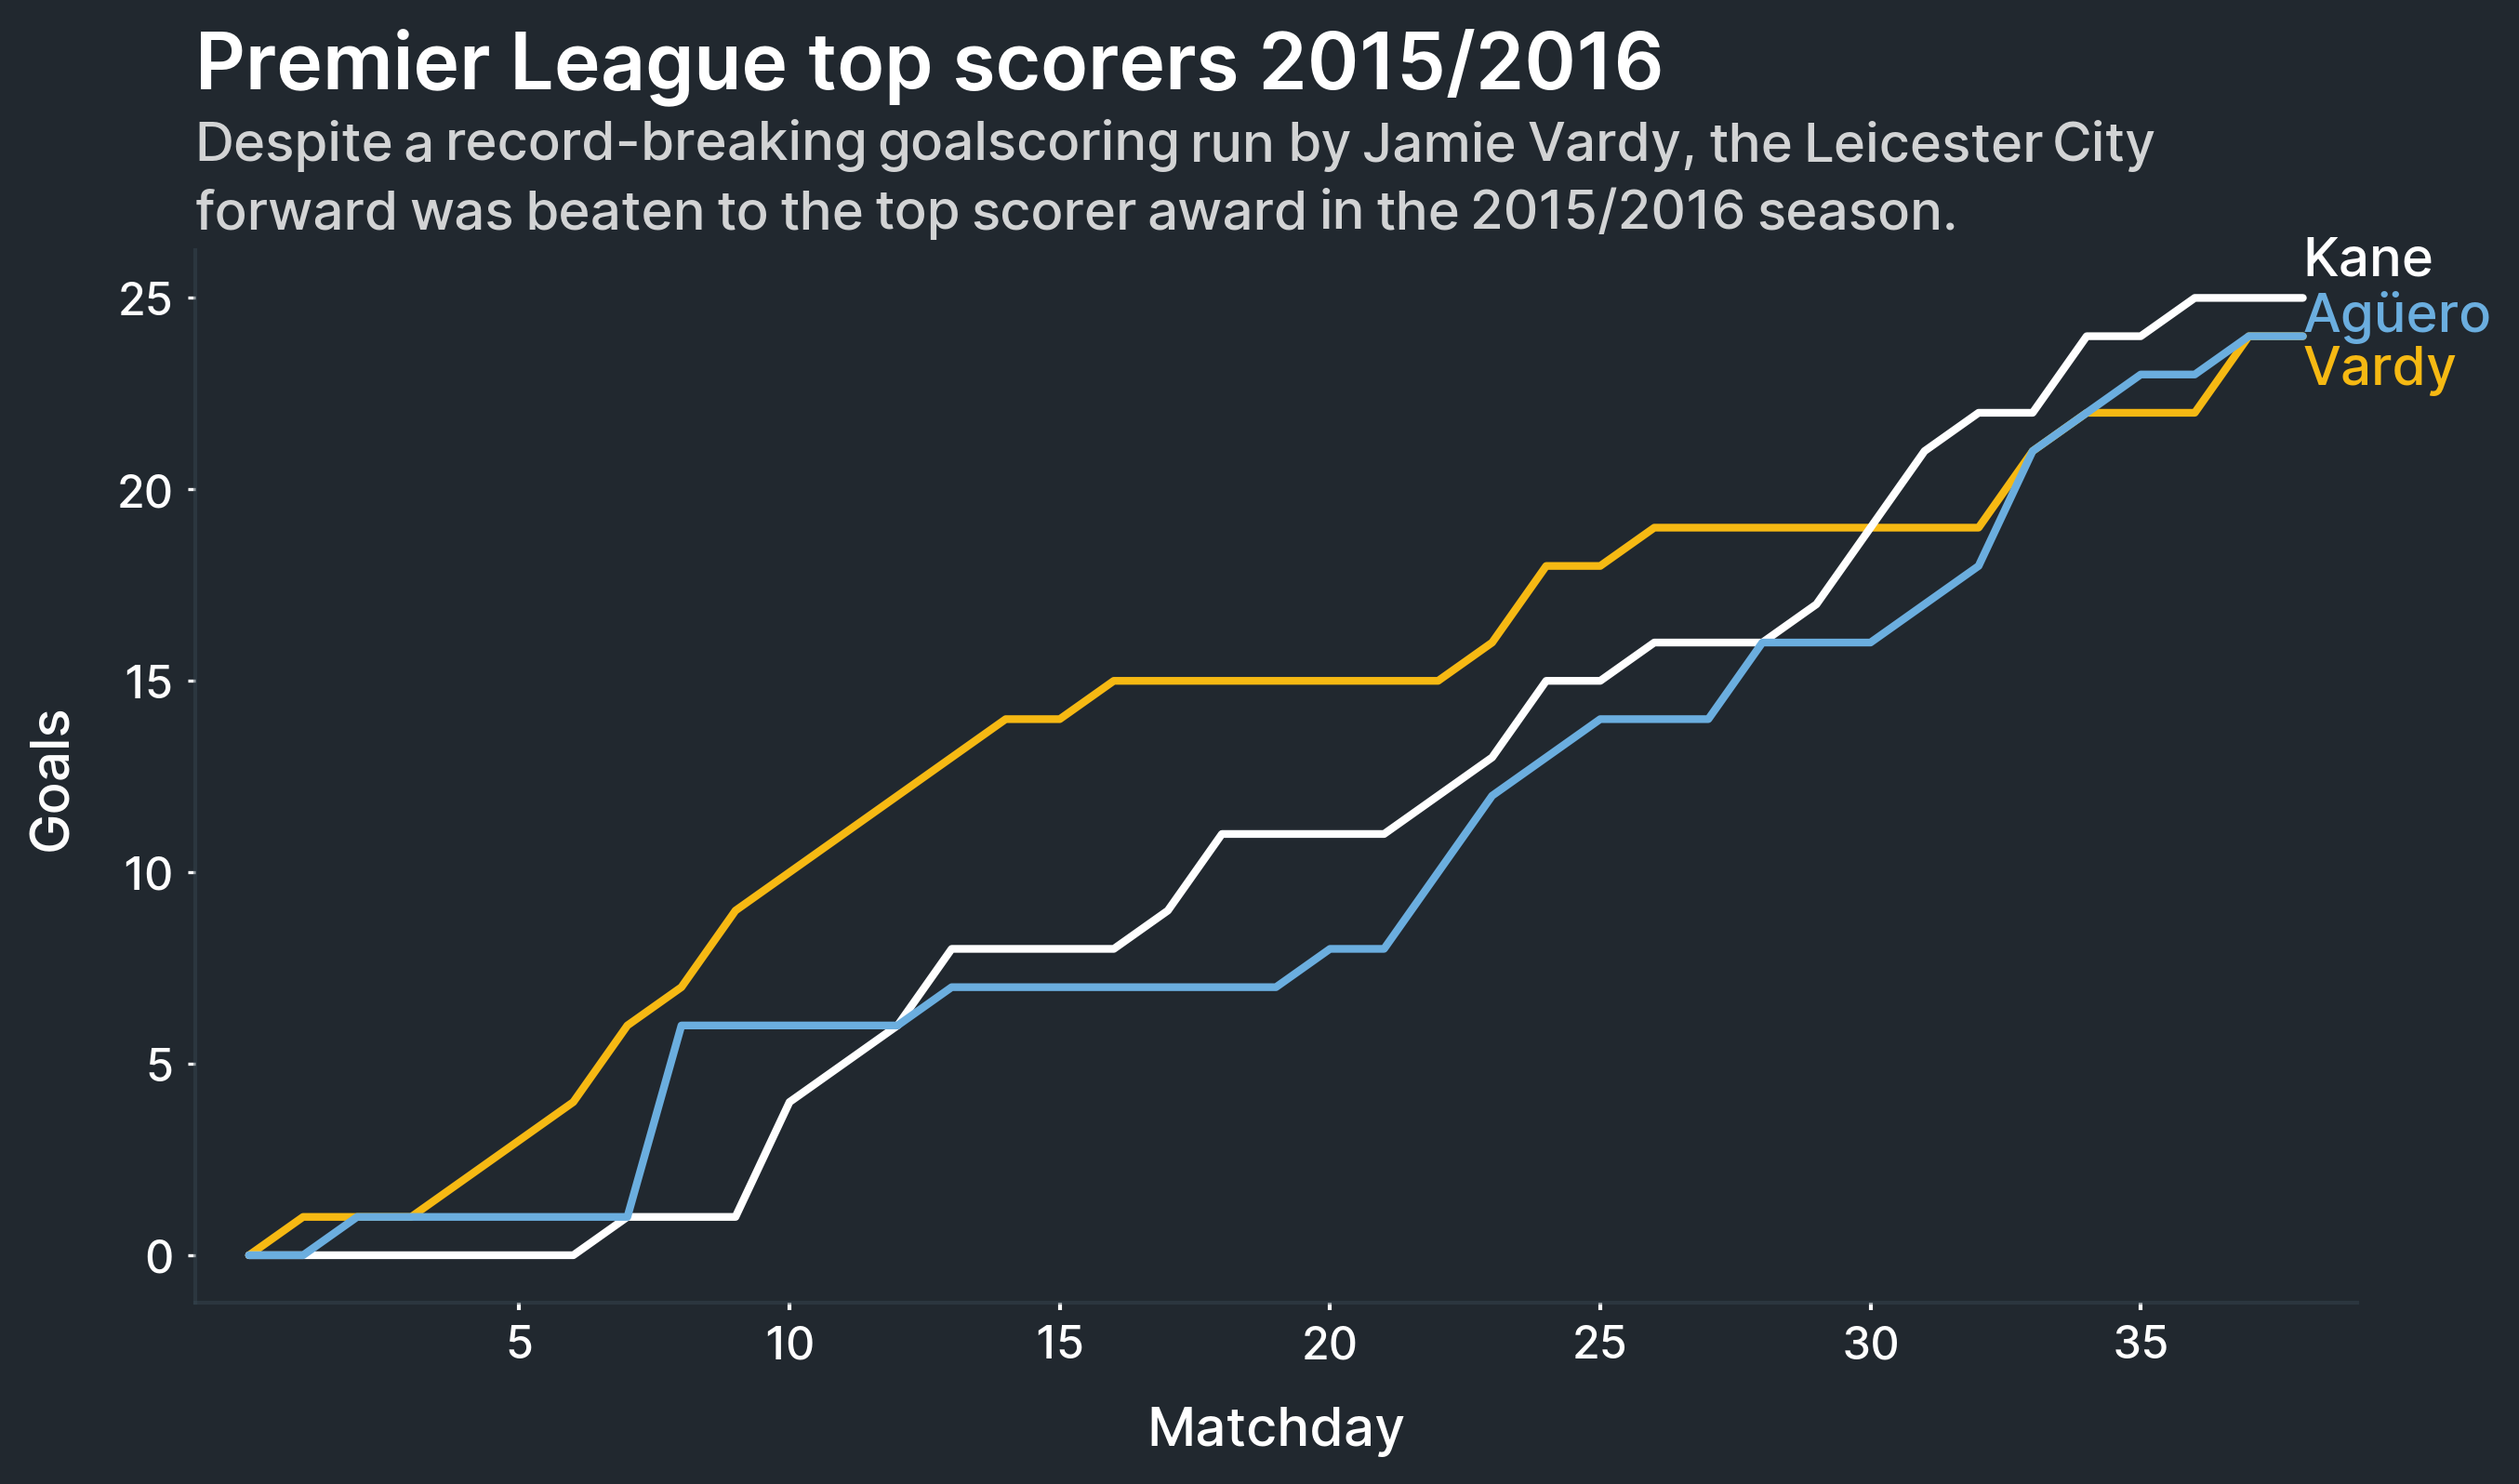 Premier League top scorers 2015/2016
Despite a record-breaking goalscoring run by Jamie Vardy, the Leicester City
forward was beaten to the top scorer award in the 2015/2016 season.
Kane
Agüero
Vardy
25
20
15
10
5
0
Goals
5 10 15 20 25 30 35
Matchday